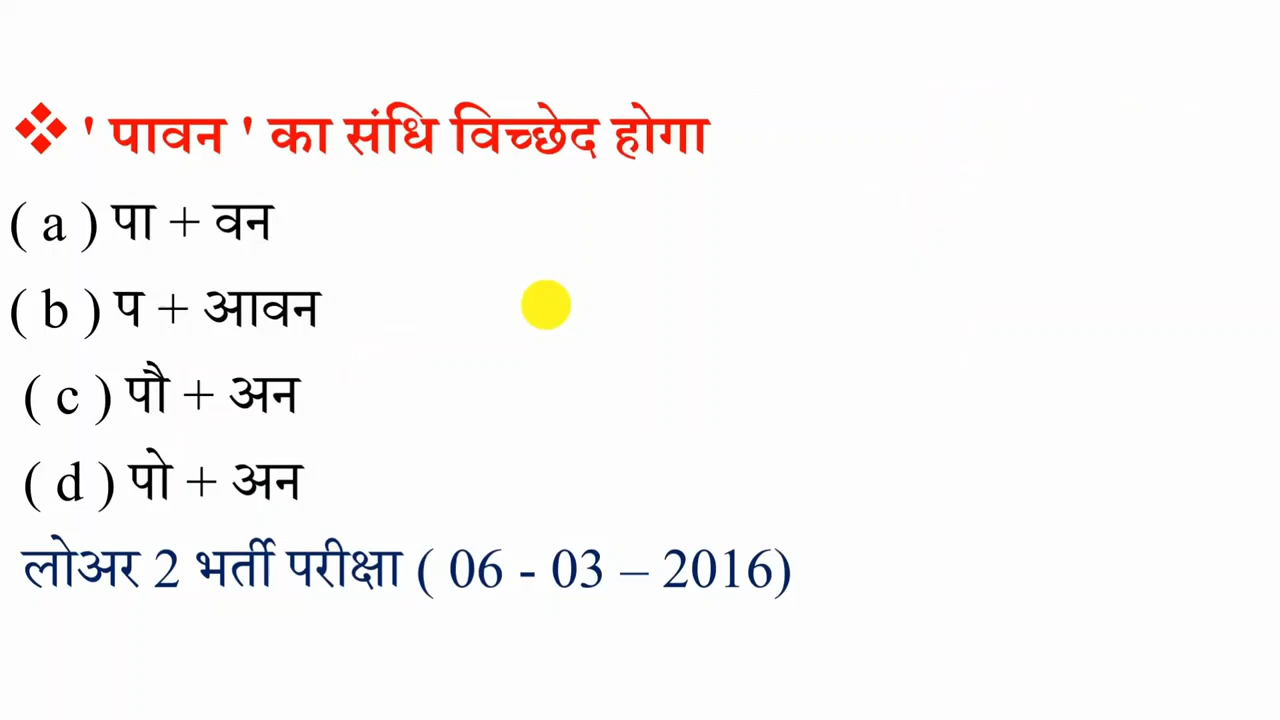 ❖ ' पावन ' का संधि विच्छेद होगा
( a ) पा + वन
( b ) प + आवन
( c ) पौ + अन
( d ) पो + अन
लोअर 2 भर्ती परीक्षा ( 06 - 03 – 2016)